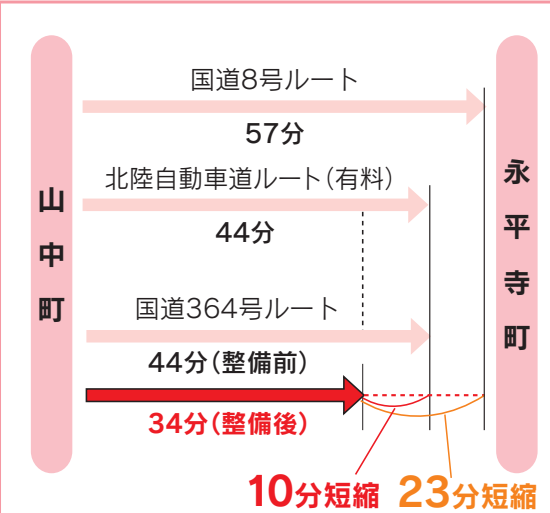 山中町
国道8号ルート
57分
北陸自動車道ルート(有料)
44分
国道364号ルート
44分(整備前)
34分(整備後)
10分短縮
23分短縮
永平寺町